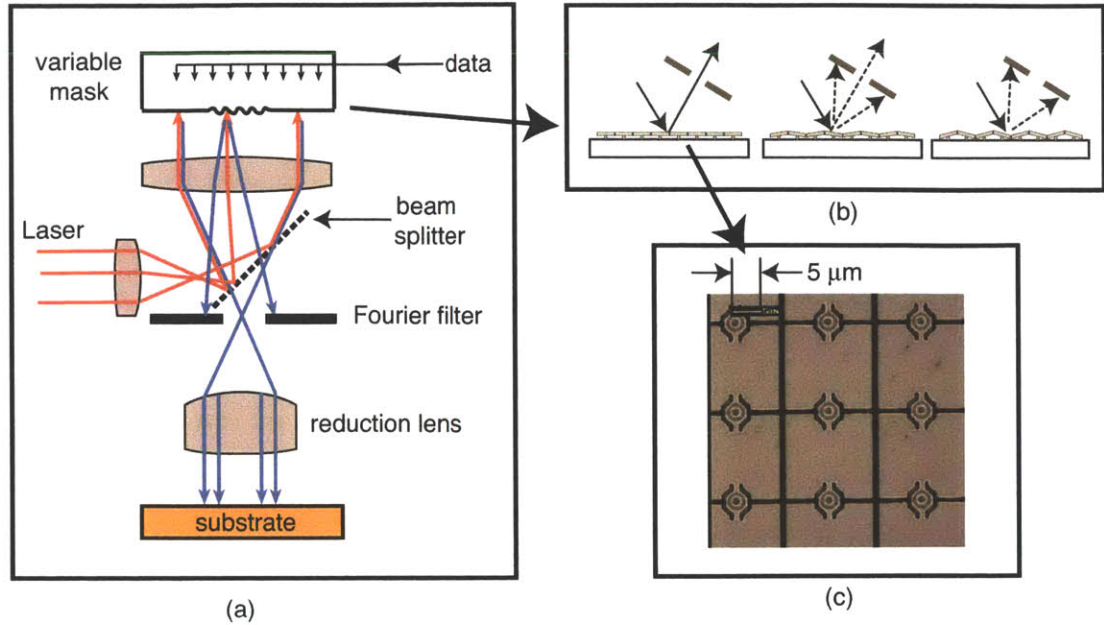 variable
mask
data
Laser
beam
splitter
Fourier filter
reduction lens
substrate
(a)
(b)
5 μm
(c)